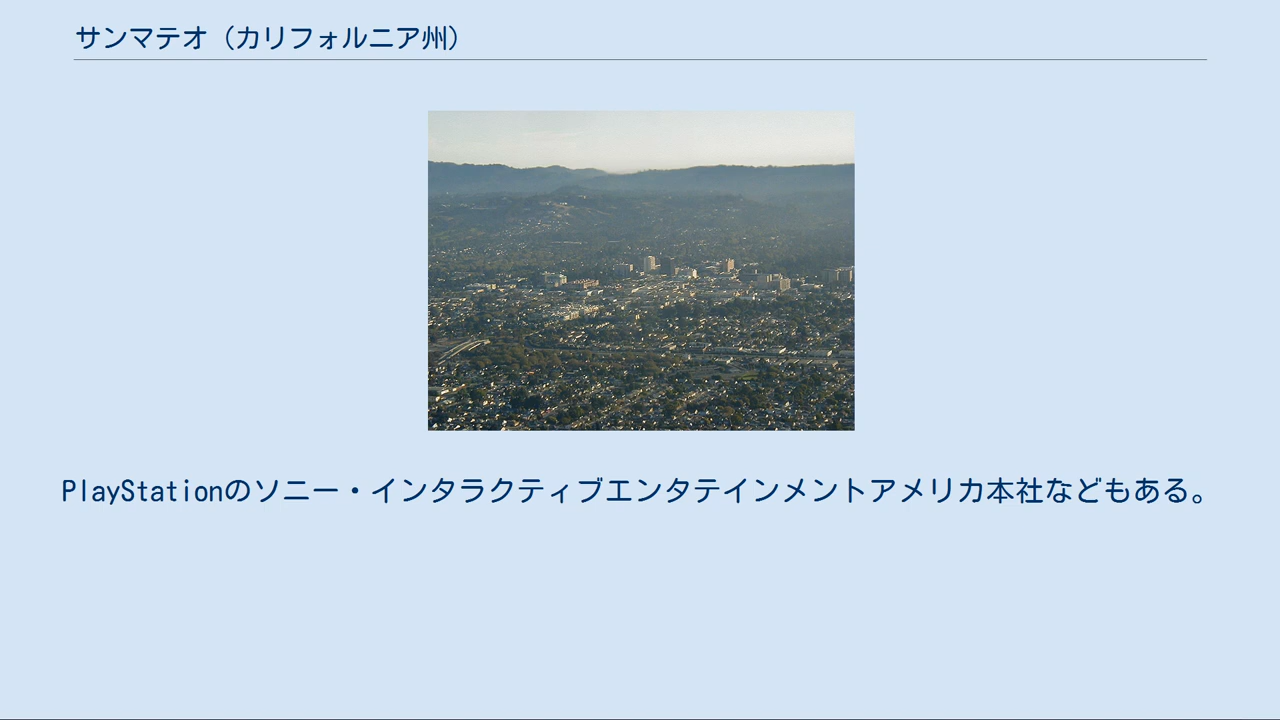 サンマテオ（カリフォルニア州）
PlayStationのソニー・インタラクティブエンタテインメントアメリカ本社などもある。